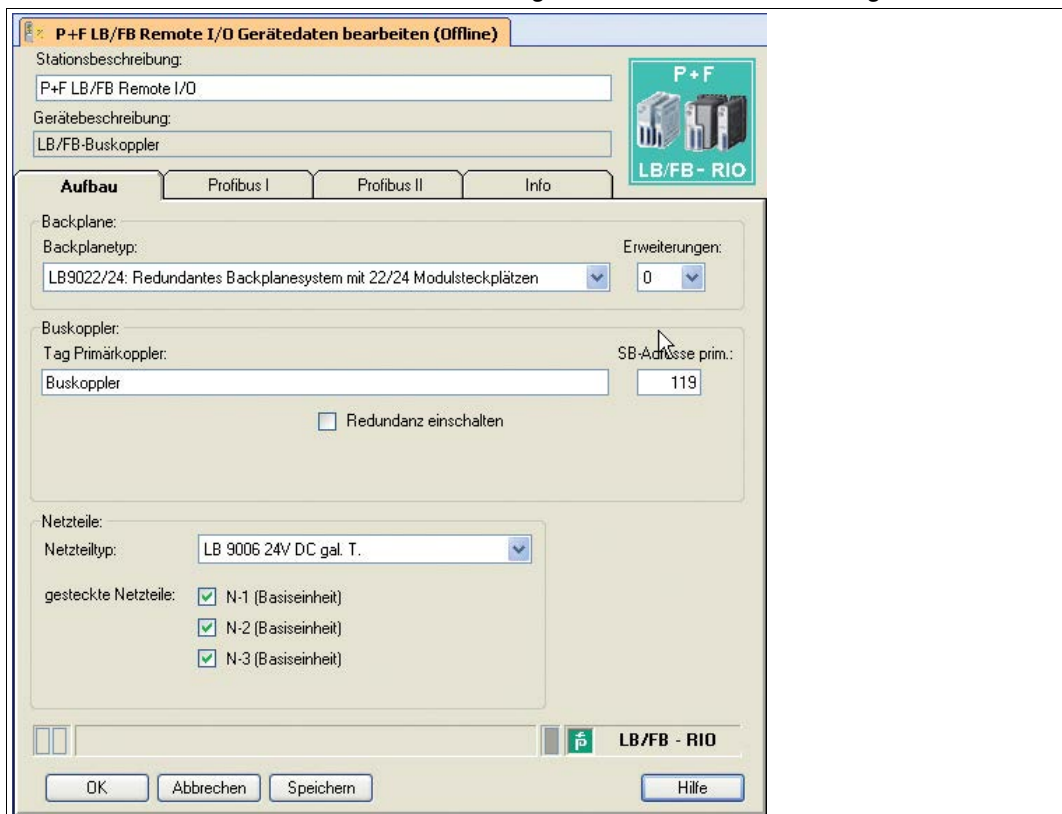 P+F LB/FB Remote I/O Gerätedaten bearbeiten (Offline)
Stationsbeschreibung:
P+F LB/FB Remote I/O
Gerätebeschreibung:
LB/FB-Buskoppler
P+F
LB/FB- RIO
Aufbau Profibus I Profibus II Info
Backplane:
Backplanetyp: Erweiterungen:
LB9022/24: Redundantes Backplanesystem mit 22/24 Modulsteckplätzen 0
Buskoppler:
Tag Primärkoppler: SB-Adresse prim.:
Buskoppler 119
Redundanz einschalten
Netzteile:
Netzteiltyp: LB 9006 24V DC gal. T.
gesteckte Netzteile: N-1 (Basiseinheit)
N-2 (Basiseinheit)
N-3 (Basiseinheit)
LB/FB - RIO
OK Abbrechen Speichern Hilfe